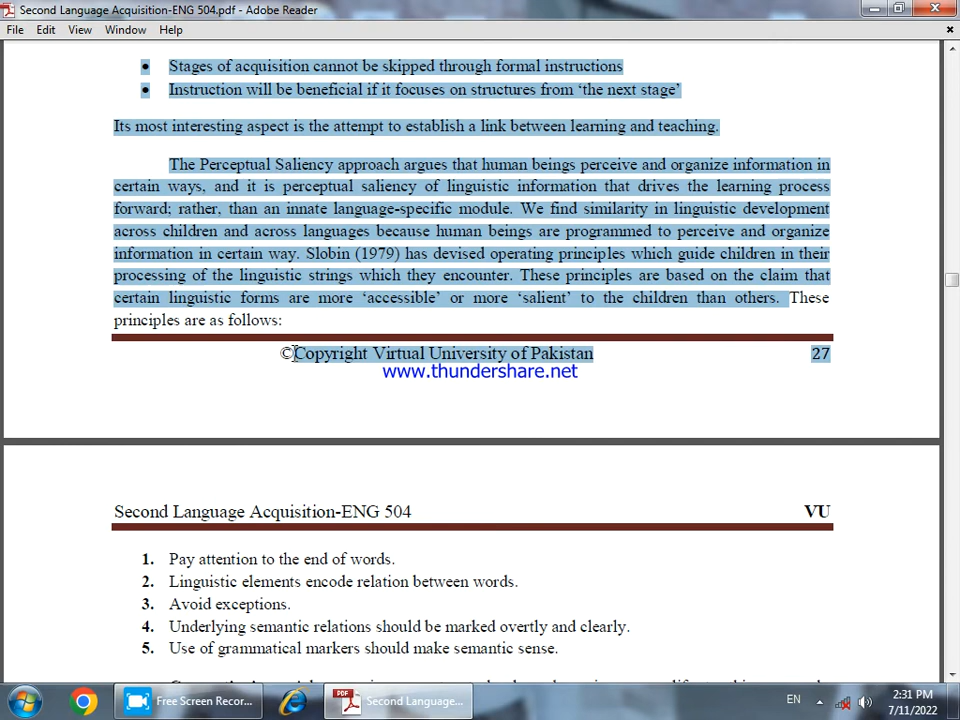 Second Language Acquisition-ENG 504.pdf - Adobe Reader
File Edit View Window Help
• Stages of acquisition cannot be skipped through formal instructions
• Instruction will be beneficial if it focuses on structures from ‘the next stage’
Its most interesting aspect is the attempt to establish a link between learning and teaching.
The Perceptual Saliency approach argues that human beings perceive and organize information in
certain ways, and it is perceptual saliency of linguistic information that drives the learning process
forward; rather, than an innate language-specific module. We find similarity in linguistic development
across children and across languages because human beings are programmed to perceive and organize
information in certain way. Slobin (1979) has devised operating principles which guide children in their
processing of the linguistic strings which they encounter. These principles are based on the claim that
certain linguistic forms are more ‘accessible’ or more ‘salient’ to the children than others. These
principles are as follows:
©Copyright Virtual University of Pakistan 27
www.thundershare.net
Second Language Acquisition-ENG 504 VU
1. Pay attention to the end of words.
2. Linguistic elements encode relation between words.
3. Avoid exceptions.
4. Underlying semantic relations should be marked overtly and clearly.
5. Use of grammatical markers should make semantic sense.
Free Screen Recor... Second Language... EN 2:31 PM
7/11/2022